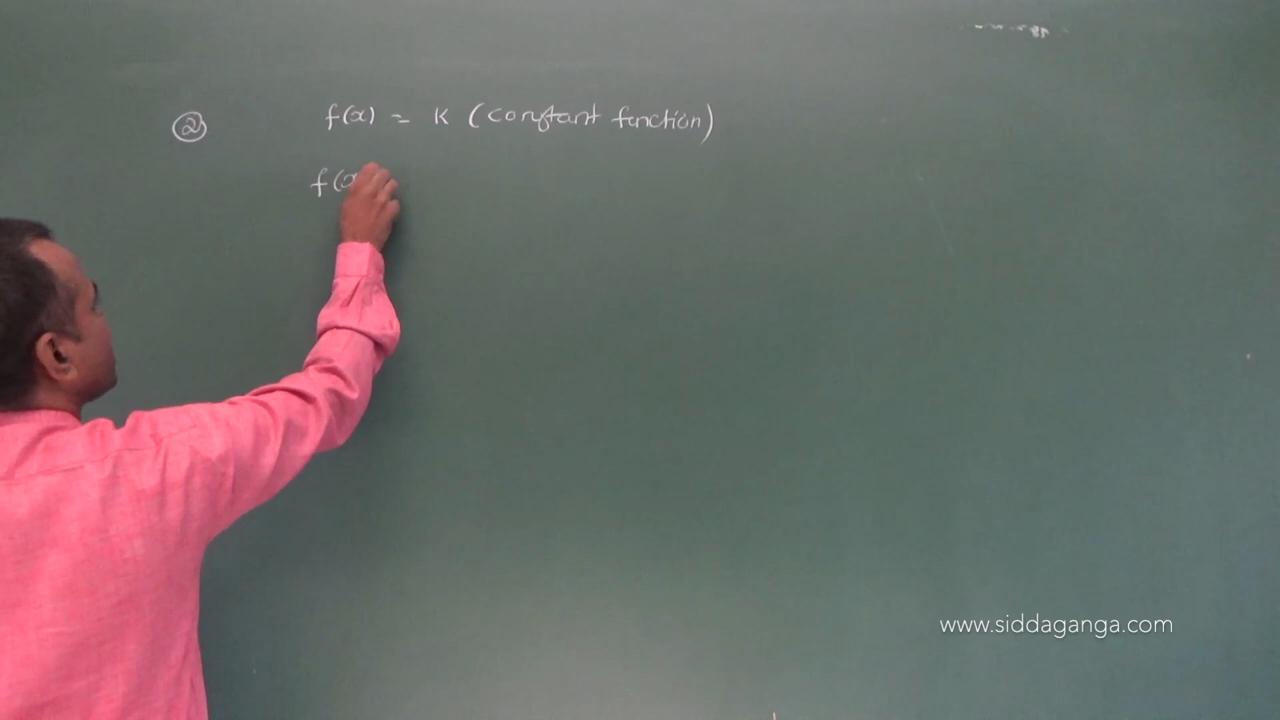 ② f(x) = K (constant function)
f(x
www.siddaganga.com